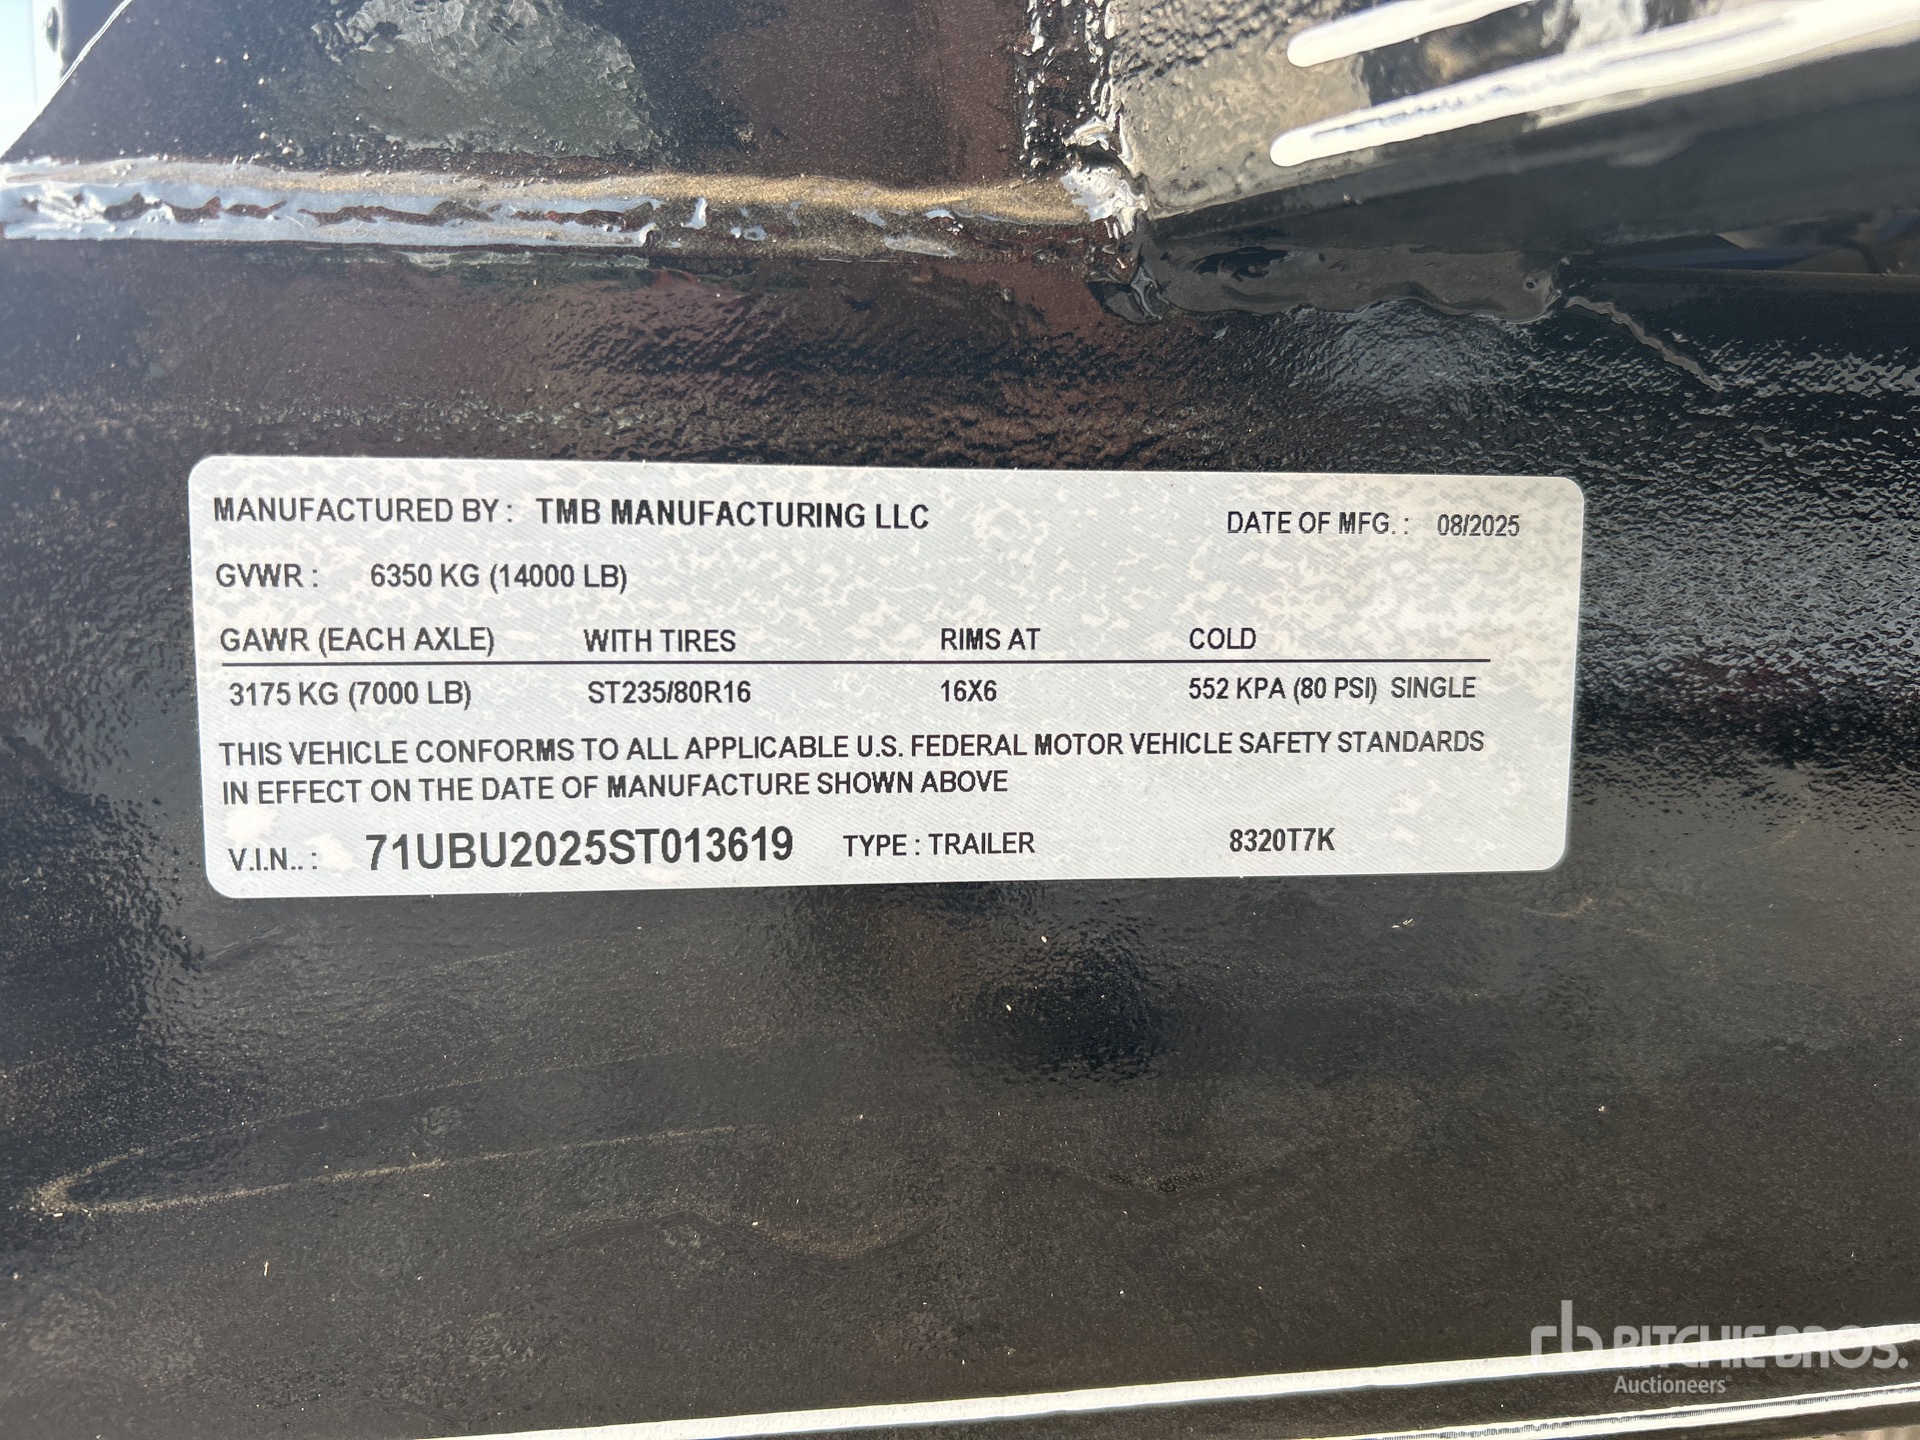 MANUFACTURED BY : TMB MANUFACTURING LLC DATE OF MFG. : 08/2025
GVWR : 6350 KG (14000 LB)
GAWR (EACH AXLE) WITH TIRES RIMS AT COLD
3175 KG (7000 LB) ST235/80R16 16X6 552 KPA (80 PSI) SINGLE
THIS VEHICLE CONFORMS TO ALL APPLICABLE U.S. FEDERAL MOTOR VEHICLE SAFETY STANDARDS
IN EFFECT ON THE DATE OF MANUFACTURE SHOWN ABOVE
V.I.N.. : 71UBU2025ST013619 TYPE : TRAILER 8320T7K
rb RITCHIE BROS.
Auctioneers